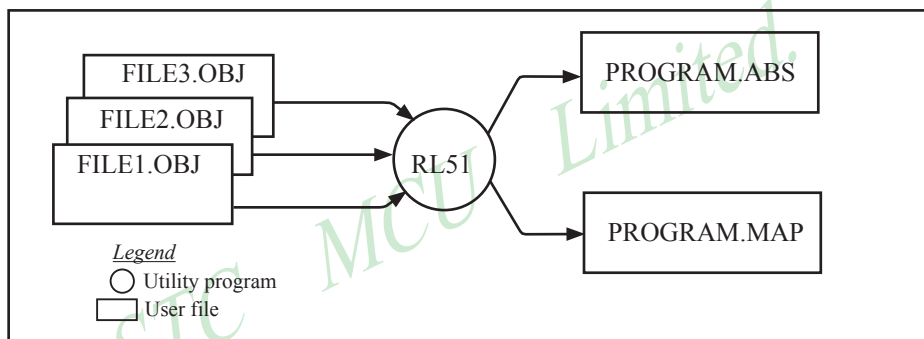 FILE3.OBJ
FILE2.OBJ
FILE1.OBJ
RL51
PROGRAM.ABS
PROGRAM.MAP
Legend
Utility program
User file
STC MCU Limited.